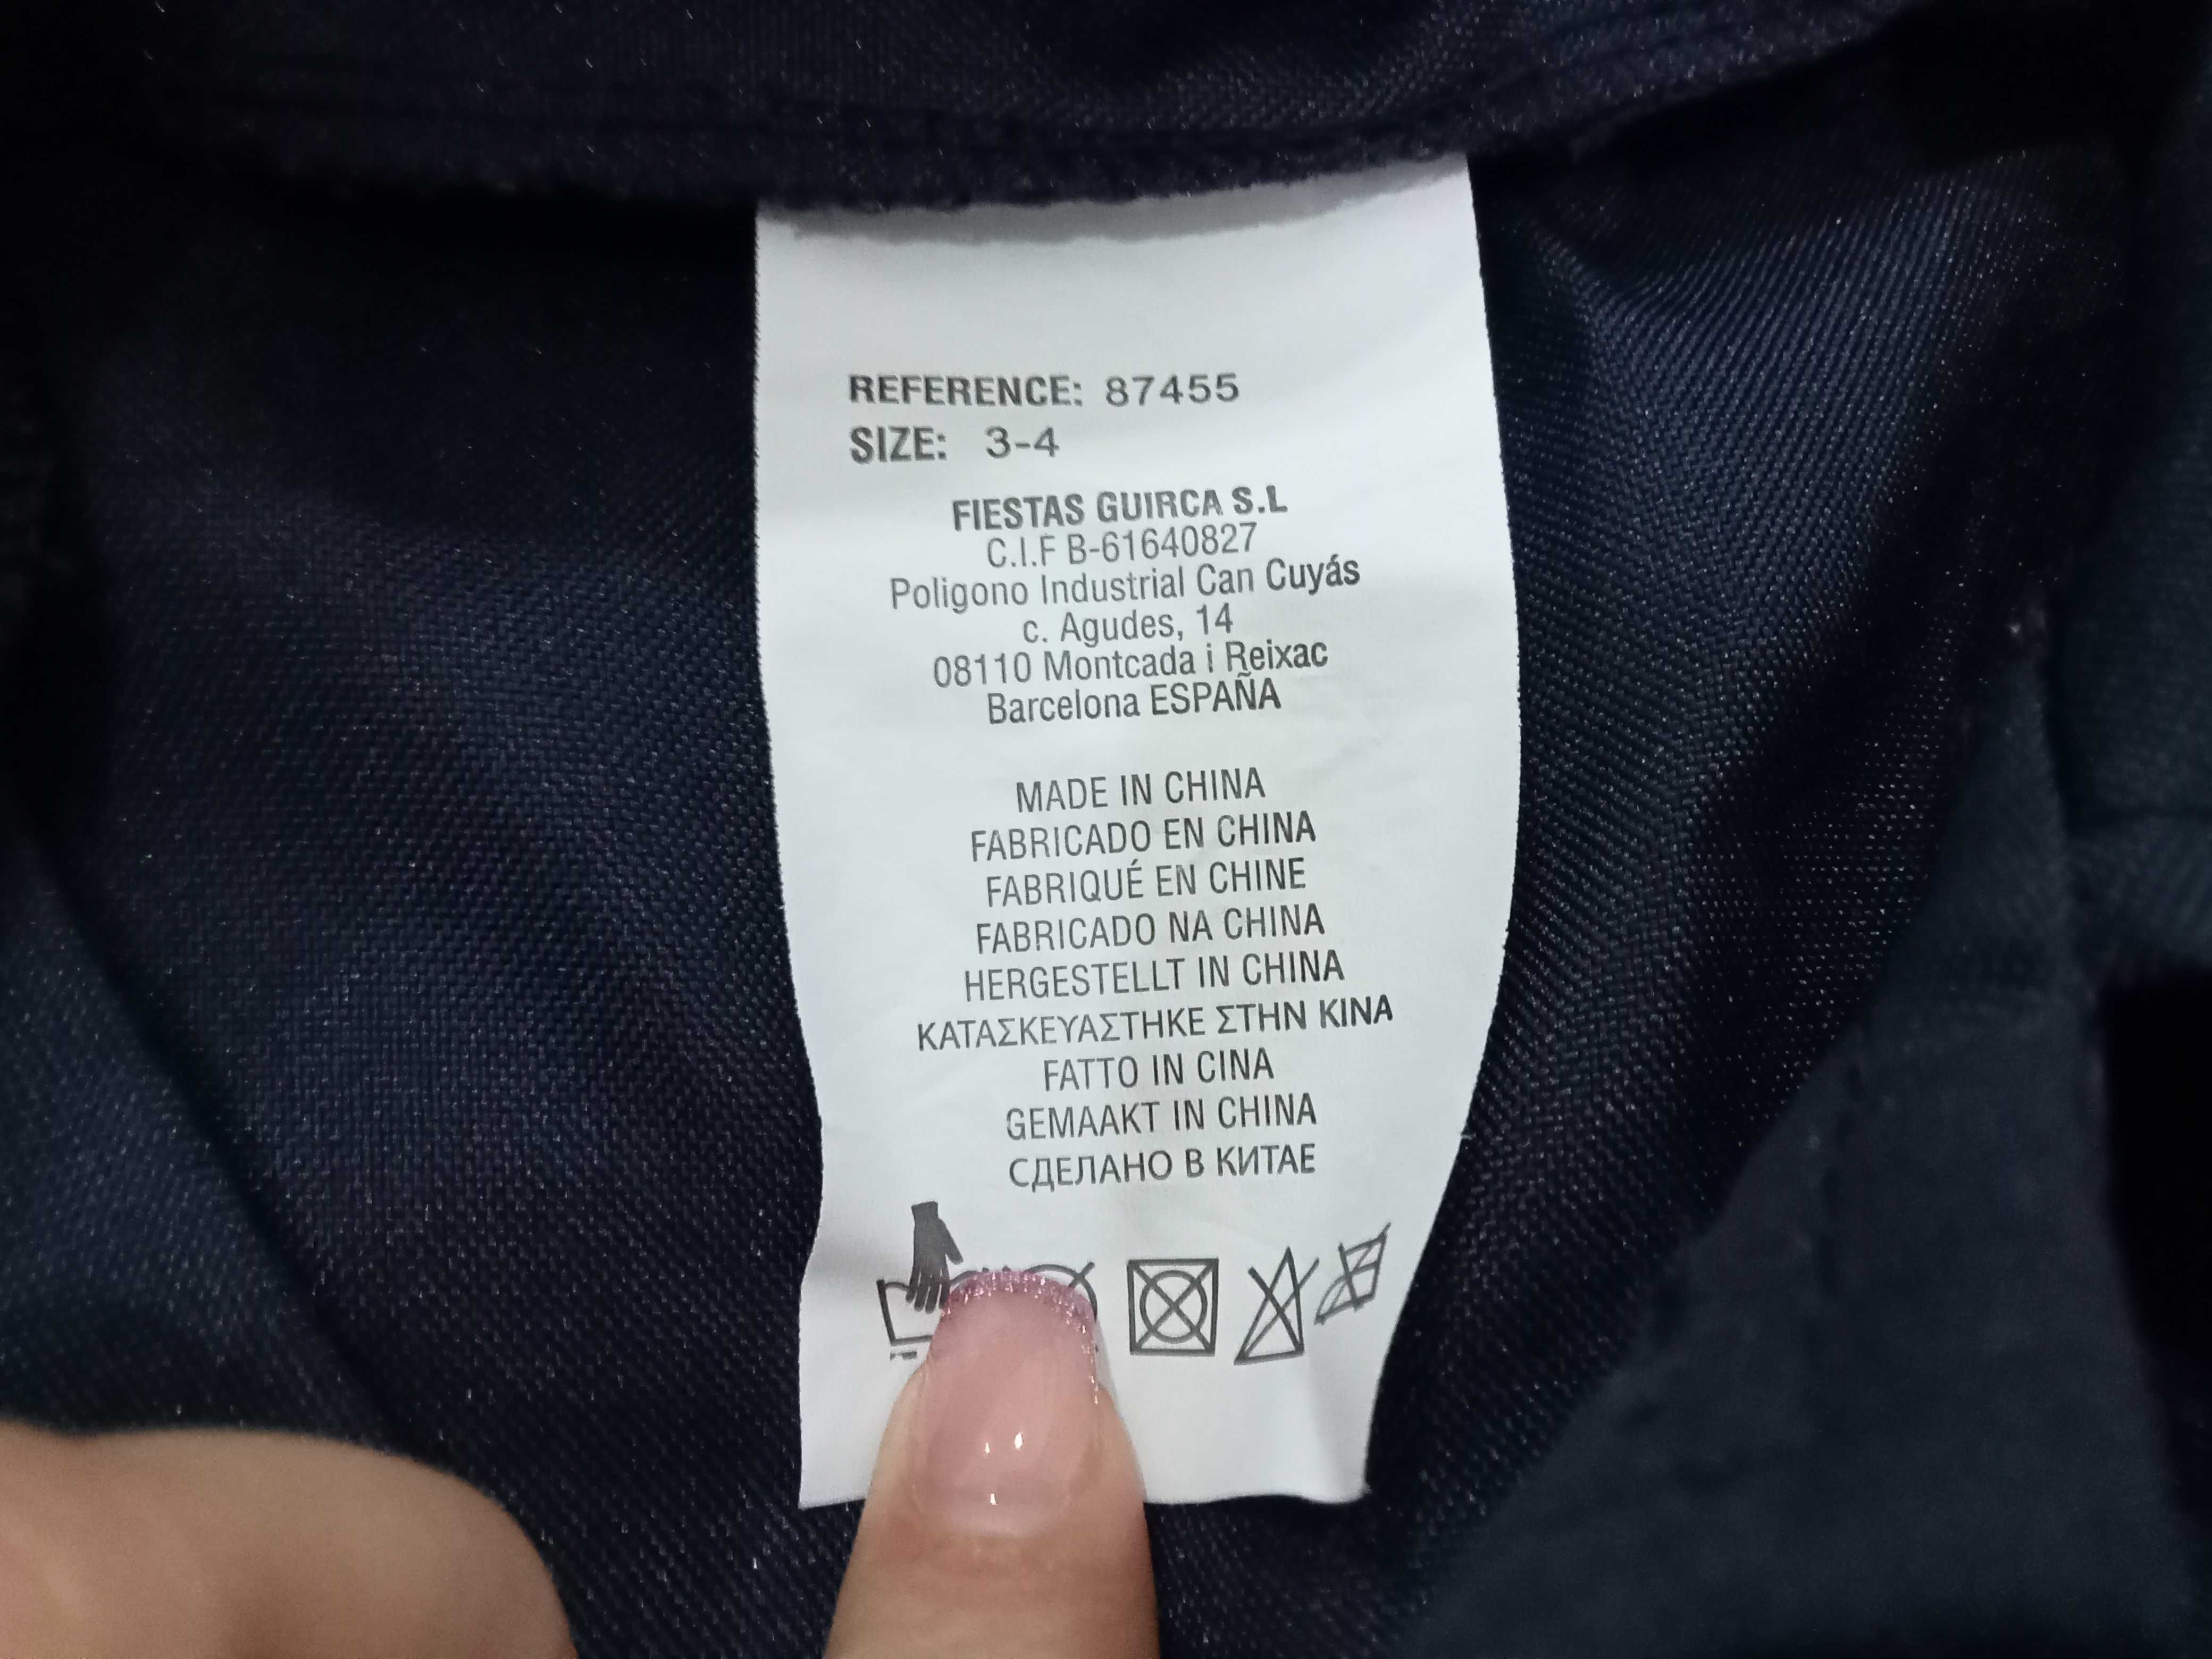 REFERENCE: 87455
SIZE: 3-4
FIESTAS GUIRCA S.L
C.I.F B-61640827
Poligono Industrial Can Cuyás
c. Agudes, 14
08110 Montcada i Reixac
Barcelona ESPAÑA
MADE IN CHINA
FABRICADO EN CHINA
FABRIQUÉ EN CHINE
FABRICADO NA CHINA
HERGESTELLT IN CHINA
ΚΑΤΑΣΚΕΥΑΣΤΗΚΕ ΣΤΗΝ ΚΙΝΑ
FATTO IN CINA
GEMAAKT IN CHINA
СДЕЛАНО В КИТАЕ